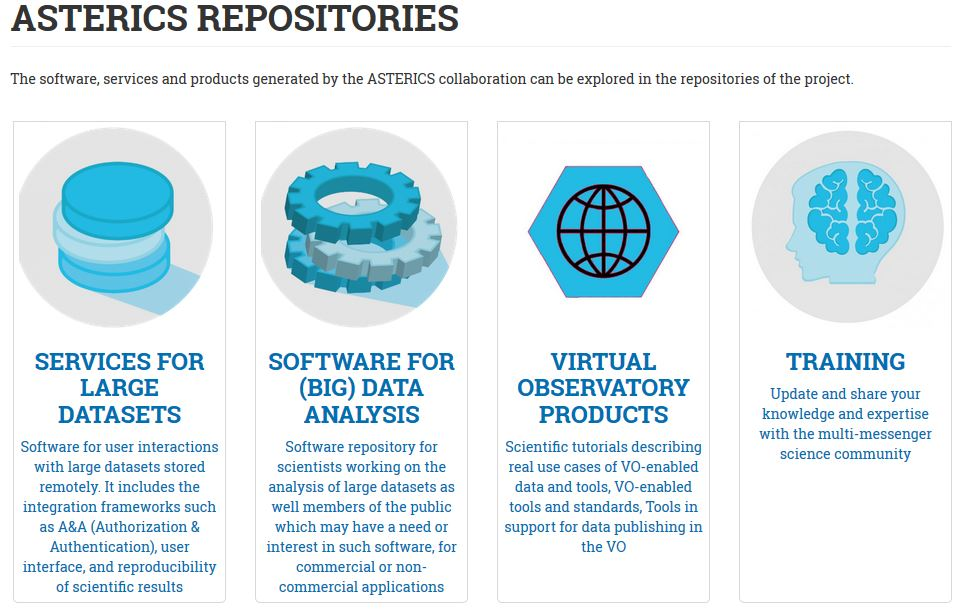 ASTERICS REPOSITORIES
The software, services and products generated by the ASTERICS collaboration can be explored in the repositories of the project.
SERVICES FOR
LARGE
DATASETS
Software for user interactions
with large datasets stored
remotely. It includes the
integration frameworks such
as A&A (Authorization &
Authentication), user
interface, and reproducibility
of scientific results
SOFTWARE FOR
(BIG) DATA
ANALYSIS
Software repository for
scientists working on the
analysis of large datasets as
well members of the public
which may have a need or
interest in such software, for
commercial or non-
commercial applications
VIRTUAL
OBSERVATORY
PRODUCTS
Scientific tutorials describing
real use cases of VO-enabled
data and tools, VO-enabled
tools and standards, Tools in
support for data publishing in
the VO
TRAINING
Update and share your
knowledge and expertise
with the multi-messenger
science community